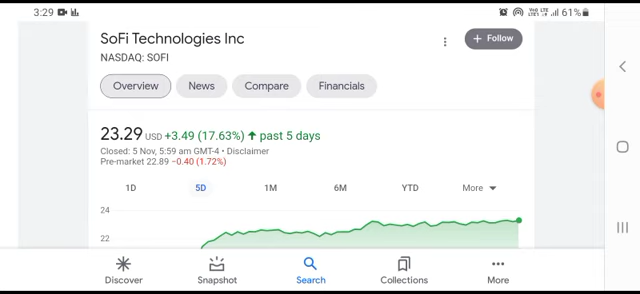 3:29 61%
SoFi Technologies Inc
+ Follow
NASDAQ: SOFI
Overview News Compare Financials
23.29 USD +3.49 (17.63%) ↑ past 5 days
Closed: 5 Nov, 5:59 am GMT-4 • Disclaimer
Pre-market 22.89 −0.40 (1.72%)
1D 5D 1M 6M YTD More
24
22
Discover Snapshot Search Collections More